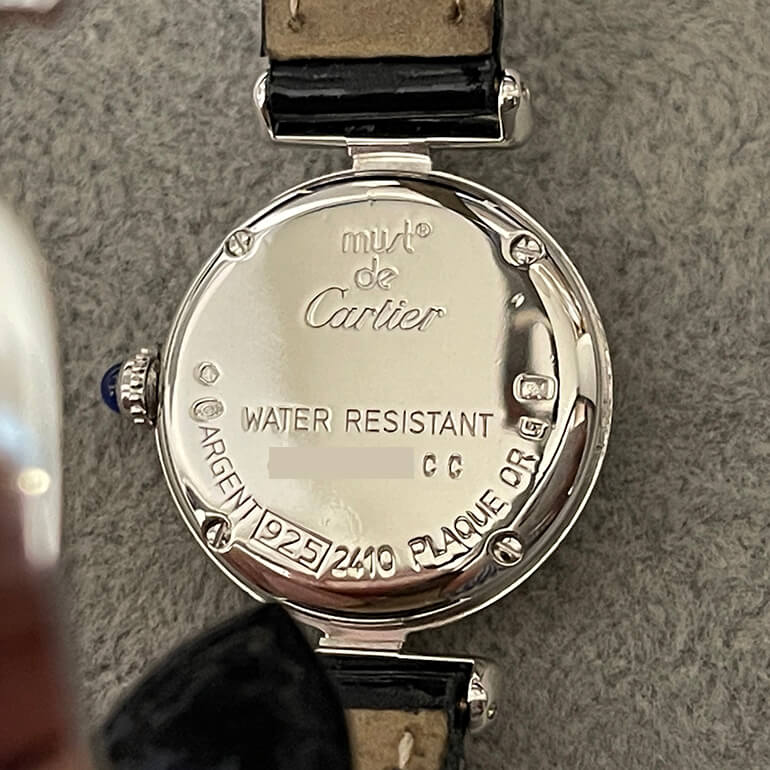 must®
de
Cartier
WATER RESISTANT
CC
ARGENT 925 2410 PLAQUE OR G